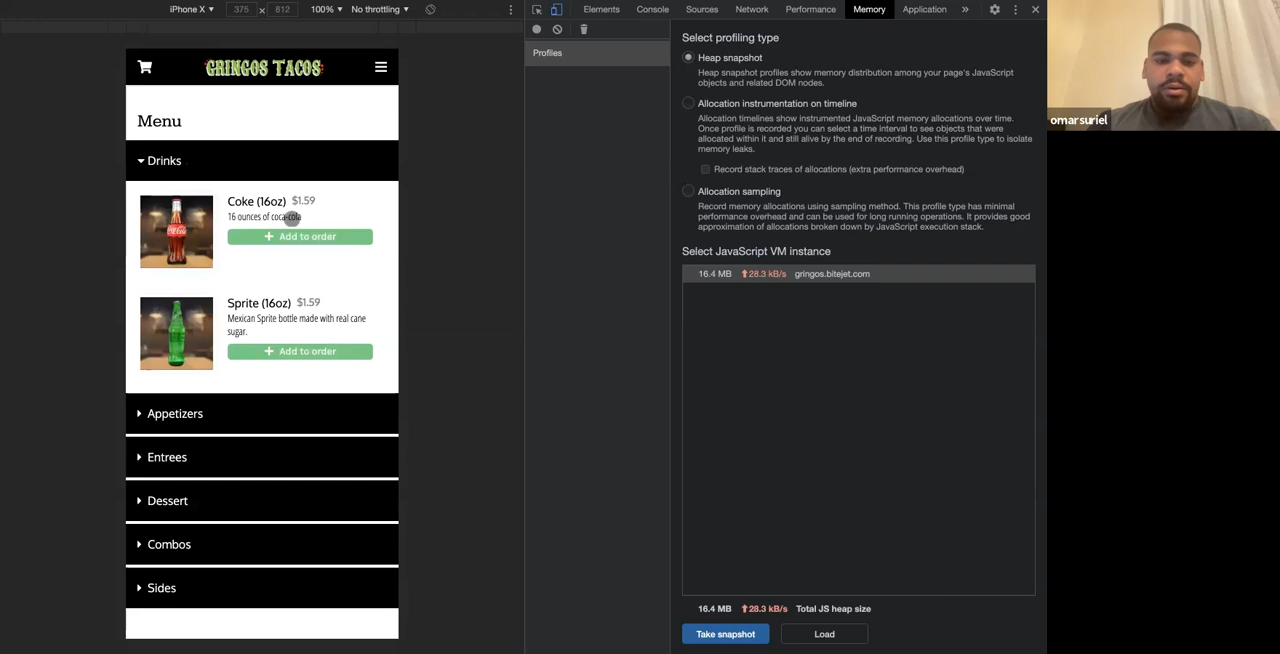 iPhone X ▼ 375 × 812 100% ▼ No throttling ▼
GRINGOS TACOS
Menu
Drinks
Coke (16oz) $1.59
16 ounces of coca-cola
+ Add to order
Sprite (16oz) $1.59
Mexican Sprite bottle made with real cane
sugar.
+ Add to order
Appetizers
Entrees
Dessert
Combos
Sides
Elements Console Sources Network Performance Memory Application »
Profiles
Select profiling type
Heap snapshot
Heap snapshot profiles show memory distribution among your page's JavaScript
objects and related DOM nodes.
Allocation instrumentation on timeline
Allocation timelines show instrumented JavaScript memory allocations over time.
Once profile is recorded you can select a time interval to see objects that were
allocated within it and still alive by the end of recording. Use this profile type to isolate
memory leaks.
Record stack traces of allocations (extra performance overhead)
Allocation sampling
Record memory allocations using sampling method. This profile type has minimal
performance overhead and can be used for long running operations. It provides good
approximation of allocations broken down by JavaScript execution stack.
Select JavaScript VM instance
16.4 MB ↑28.3 kB/s gringos.bitejet.com
16.4 MB ↑28.3 kB/s Total JS heap size
Take snapshot Load
omarsuriel